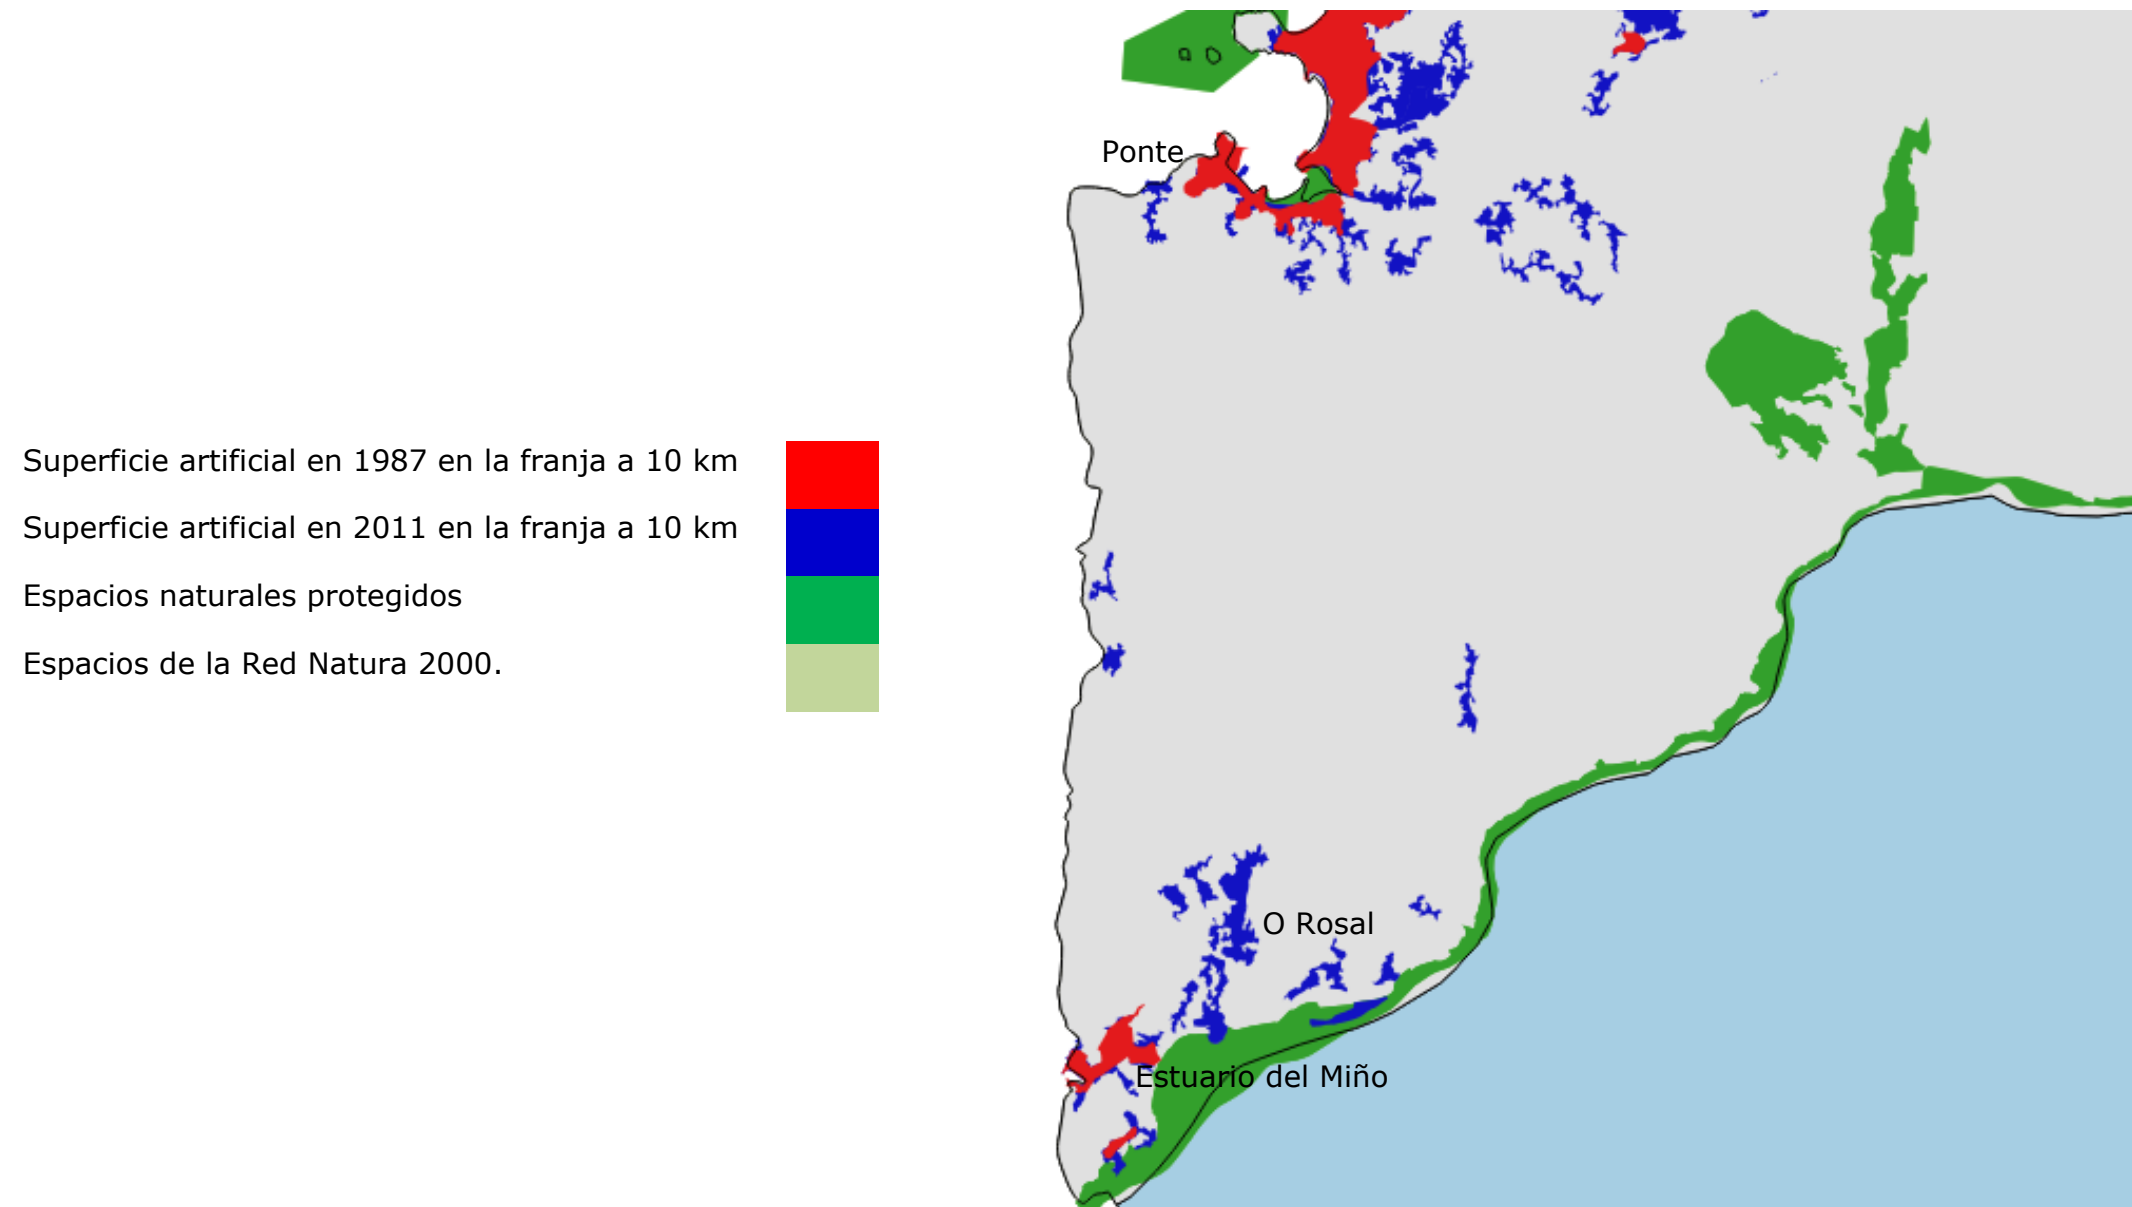 Ponte
Superficie artificial en 1987 en la franja a 10 km
Superficie artificial en 2011 en la franja a 10 km
Espacios naturales protegidos
Espacios de la Red Natura 2000.
O Rosal
Estuario del Miño